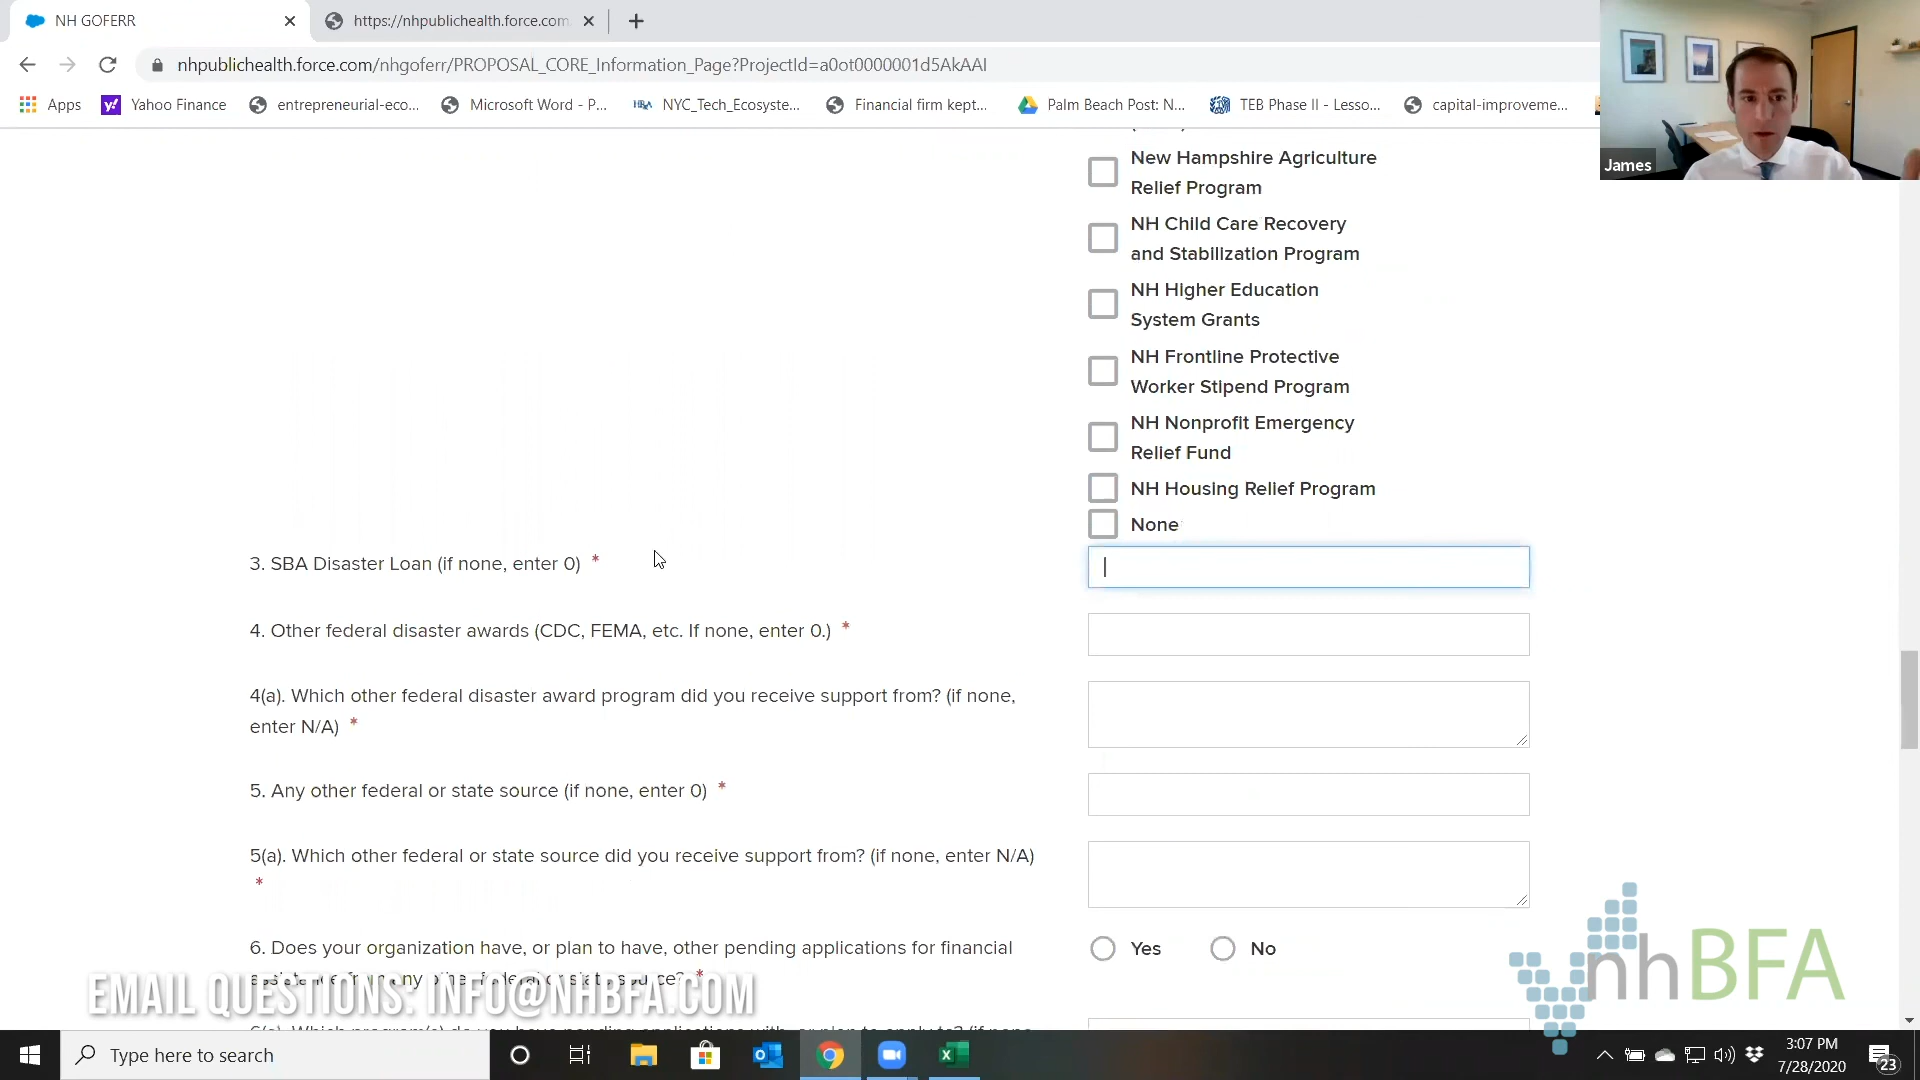 NH GOFERR
https://nhpublichealth.force.com
nhpublichealth.force.com/nhgoferr/PROPOSAL_CORE_Information_Page?ProjectId=a0ot0000001d5AkAAI
Apps
Yahoo Finance
entrepreneurial-eco...
Microsoft Word - P...
NYC_Tech_Ecosyste...
Financial firm kept...
Palm Beach Post: N...
TEB Phase II - Lesso...
capital-improveme...
James
New Hampshire Agriculture
Relief Program
NH Child Care Recovery
and Stabilization Program
NH Higher Education
System Grants
NH Frontline Protective
Worker Stipend Program
NH Nonprofit Emergency
Relief Fund
NH Housing Relief Program
None
3. SBA Disaster Loan (if none, enter 0) *
4. Other federal disaster awards (CDC, FEMA, etc. If none, enter 0.) *
4(a). Which other federal disaster award program did you receive support from? (if none,
enter N/A) *
5. Any other federal or state source (if none, enter 0) *
5(a). Which other federal or state source did you receive support from? (if none, enter N/A)
*
6. Does your organization have, or plan to have, other pending applications for financial
assistance from any other federal or state source? *
Yes
No
EMAIL QUESTIONS: INFO@NHBFA.COM
nhBFA
Type here to search
3:07 PM
7/28/2020
23